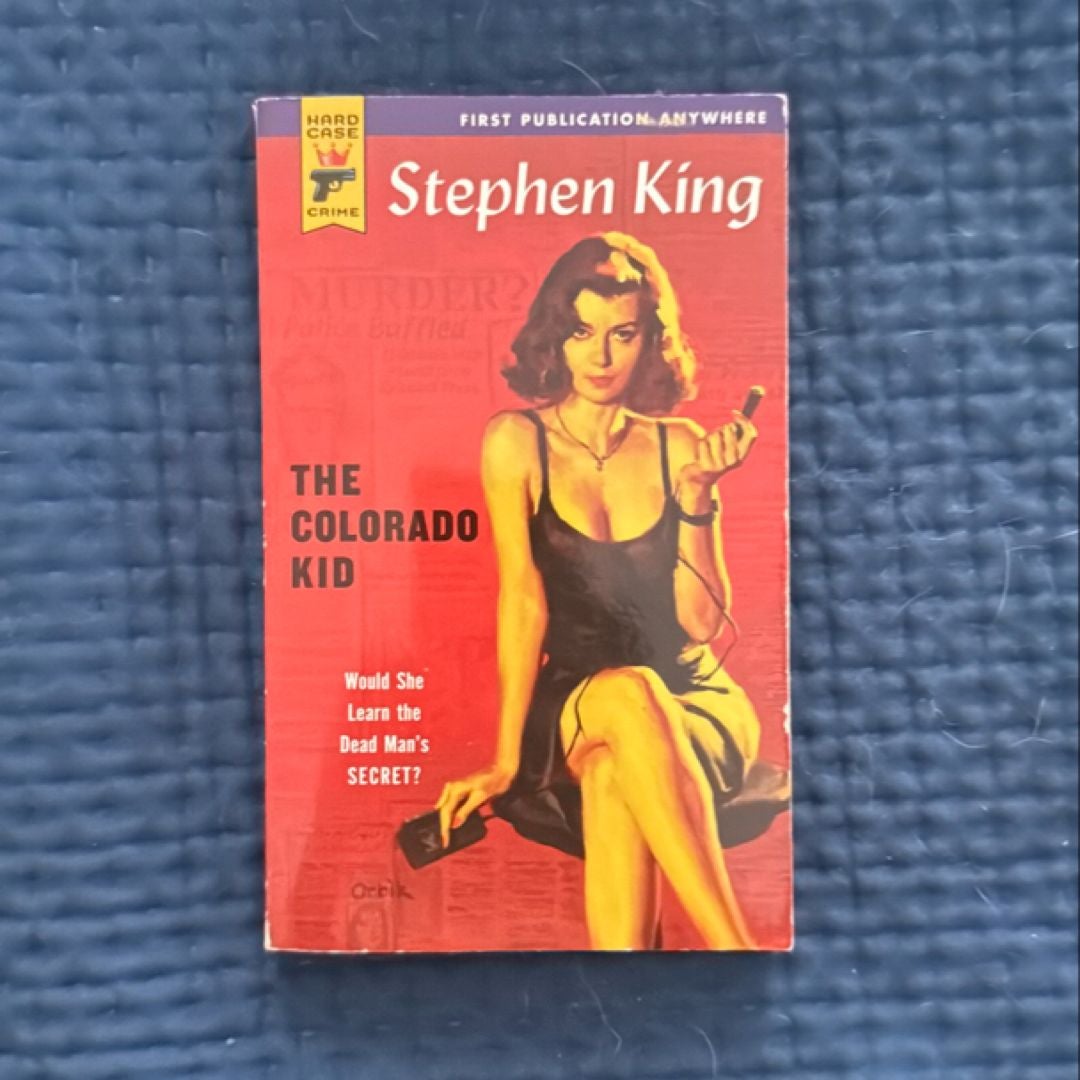 HARD
CASE
CRIME
FIRST PUBLICATION ANYWHERE
Stephen King
MURDER?
Police Baffled
THE
COLORADO
KID
Would She
Learn the
Dead Man's
SECRET?
Orbik